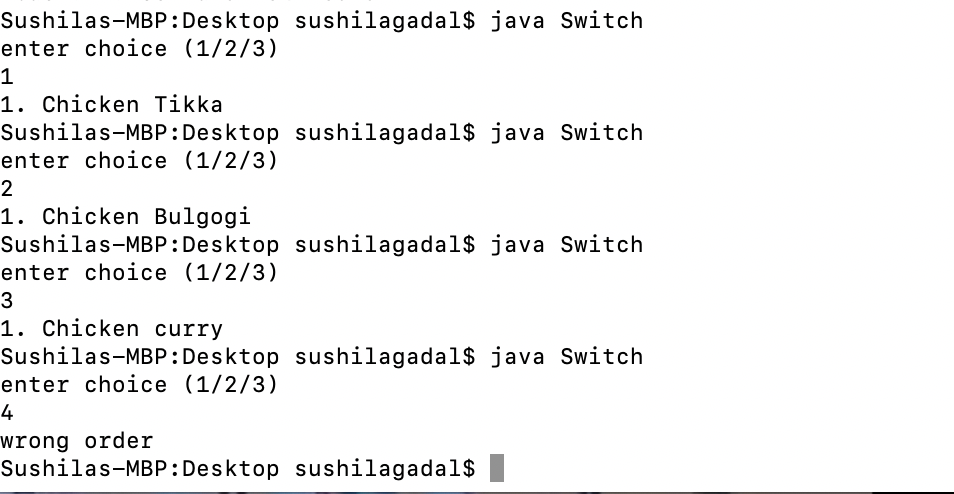 Sushilas-MBP:Desktop sushilagadal$ java Switch
enter choice (1/2/3)
1
1. Chicken Tikka
Sushilas-MBP:Desktop sushilagadal$ java Switch
enter choice (1/2/3)
2
1. Chicken Bulgogi
Sushilas-MBP:Desktop sushilagadal$ java Switch
enter choice (1/2/3)
3
1. Chicken curry
Sushilas-MBP:Desktop sushilagadal$ java Switch
enter choice (1/2/3)
4
wrong order
Sushilas-MBP:Desktop sushilagadal$